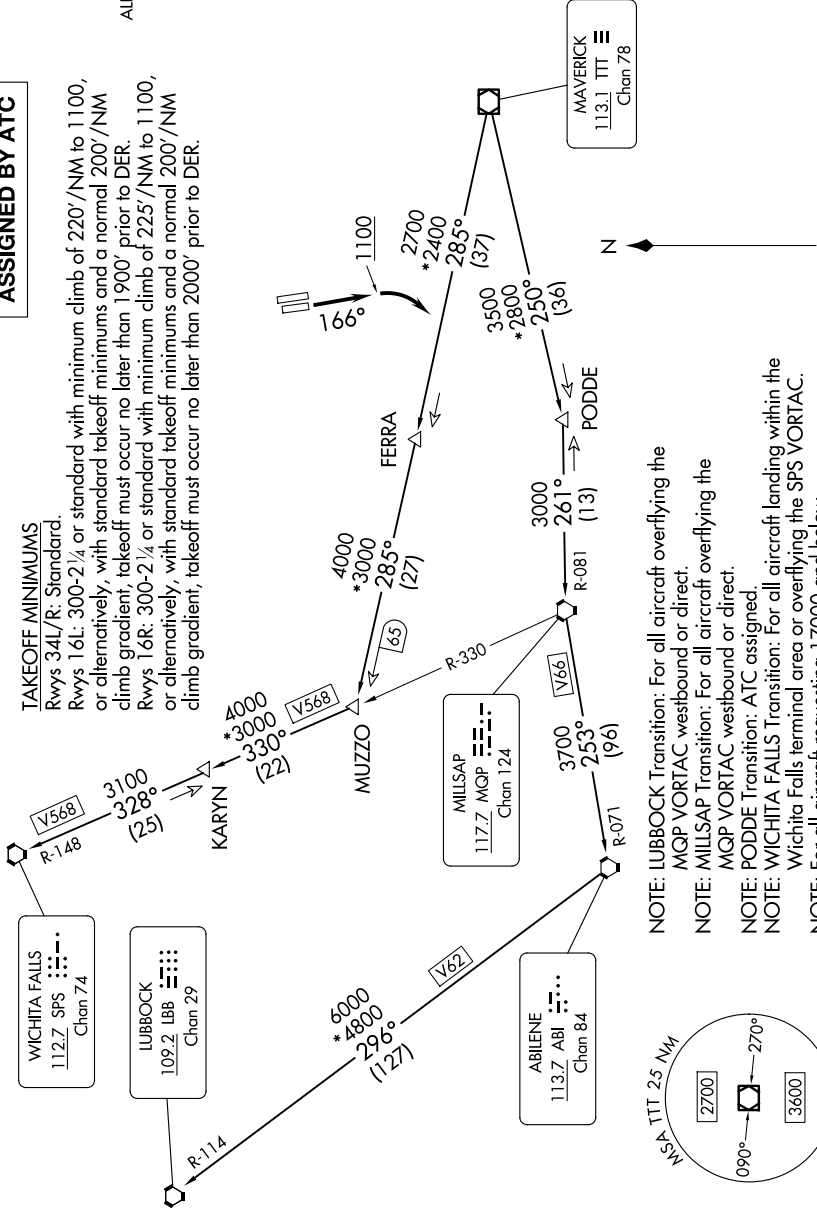 ASSIGNED BY ATC
TAKEOFF MINIMUMS
Rwys 34L/R: Standard.
Rwys 16L: 300-2¼ or standard with minimum climb of 220'/NM to 1100,
or alternatively, with standard takeoff minimums and a normal 200'/NM
climb gradient, takeoff must occur no later than 1900' prior to DER.
Rwys 16R: 300-2¼ or standard with minimum climb of 225'/NM to 1100,
or alternatively, with standard takeoff minimums and a normal 200'/NM
climb gradient, takeoff must occur no later than 2000' prior to DER.
WICHITA FALLS
112.7 SPS
Chan 74
R-148
V568
3100
328°
(25)
KARYN
4000
*3000
330°
(22)
V568
MUZZO
65
4000
*3000
285°
(27)
FERRA
166°
1100
2700
*2400
285°
(37)
MAVERICK
113.1 TTT
Chan 78
3500
*2800
250°
(36)
PODDE
3000
261°
(13)
R-081
R-330
MILLSAP
117.7 MQP
Chan 124
V66
3700
253°
(96)
R-071
ABILENE
113.7 ABI
Chan 84
V62
6000
*4800
296°
(127)
R-114
LUBBOCK
109.2 LBB
Chan 29
N
MSA TTT 25 NM
2700
090°
270°
3600
NOTE: LUBBOCK Transition: For all aircraft overflying the
MQP VORTAC westbound or direct.
NOTE: MILLSAP Transition: For all aircraft overflying the
MQP VORTAC westbound or direct.
NOTE: PODDE Transition: ATC assigned.
NOTE: WICHITA FALLS Transition: For all aircraft landing within the
Wichita Falls terminal area or overflying the SPS VORTAC.
NOTE: For all aircraft requesting 17000 and below.